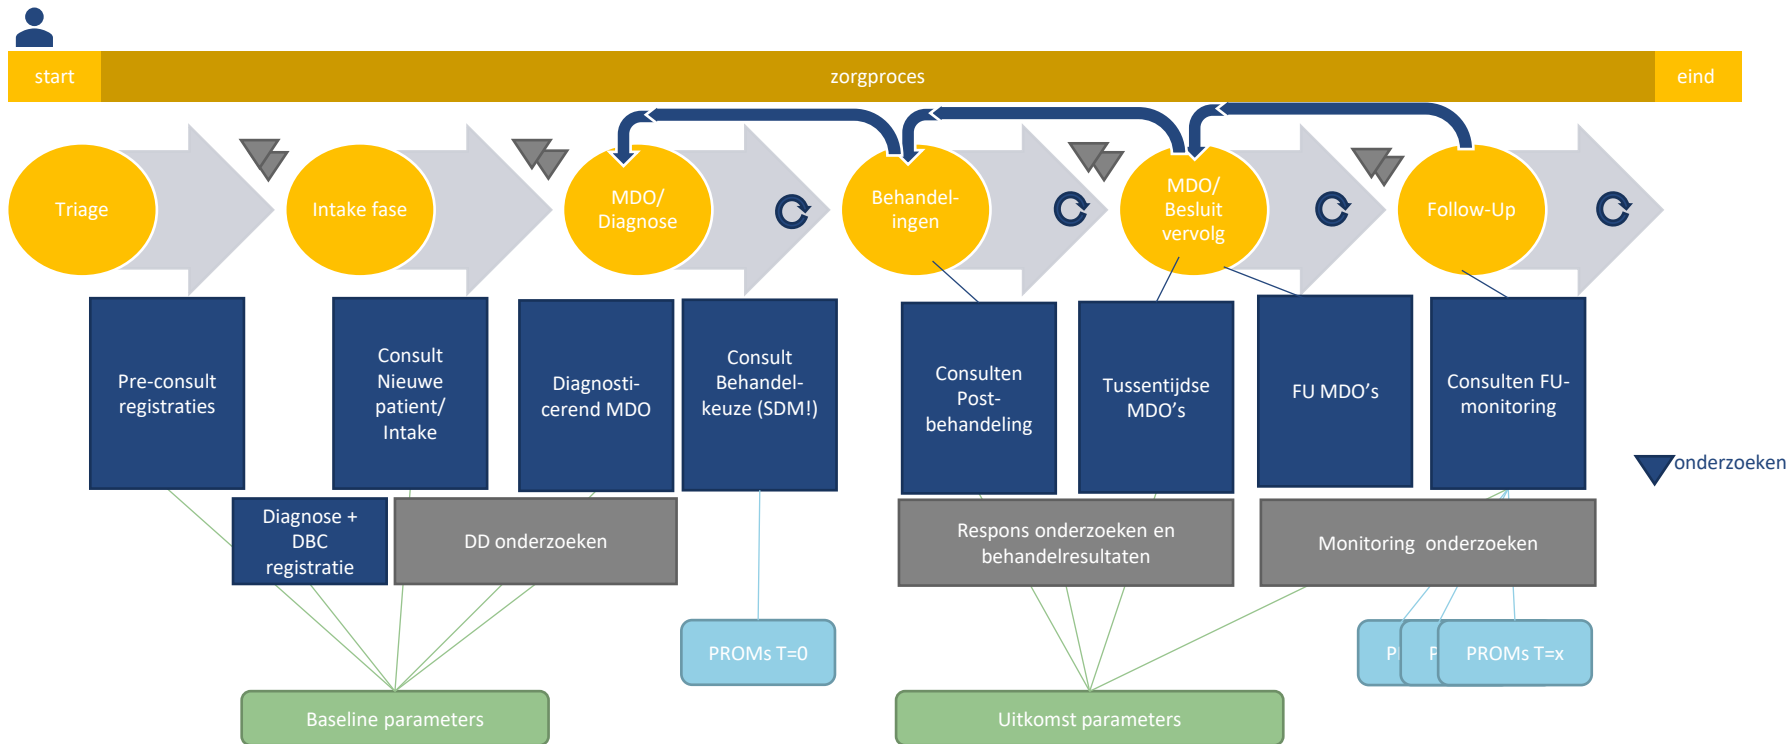 start
zorgproces
eind
Triage
Intake fase
MDO/
Diagnose
Behandel-
ingen
MDO/
Besluit
vervolg
Follow-Up
Pre-consult
registraties
Consult
Nieuwe
patient/
Intake
Diagnosti-
cerend MDO
Consult
Behandel-
keuze (SDM!)
Consulten
Post-
behandeling
Tussentijdse
MDO’s
FU MDO’s
Consulten FU-
monitoring
onderzoeken
Diagnose +
DBC
registratie
DD onderzoeken
Respons onderzoeken en
behandelresultaten
Monitoring  onderzoeken
PROMs T=0
P
P
PROMs T=x
Baseline parameters
Uitkomst parameters